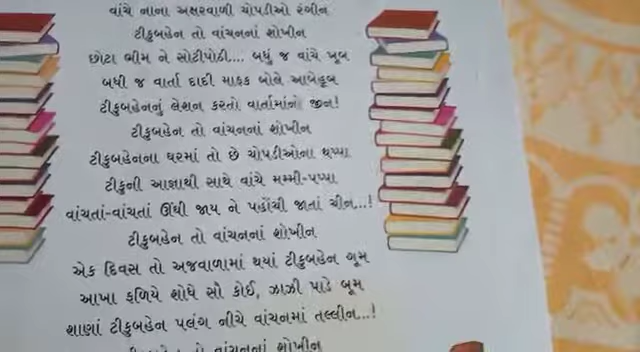 વાંચે નાના અક્ષરવાળી ચોપડીઓ રંગીન
ટીકુબહેન તો વાંચનનાં શોખીન
છોટા ભીમ ને સોટીપોઠી.... બધું જ વાંચે ખૂબ
બધી જ વાર્તા દાદી માફક બોલે આબેહૂબ
ટીકુબહેનનું લેશન કરતો વાર્તામાંનો જીન!
ટીકુબહેન તો વાંચનનાં શોખીન
ટીકુબહેનના ઘરમાં તો છે ચોપડીઓના થપ્પા
ટીકુની આજ્ઞાથી સાથે વાંચે મમ્મી-પપ્પા
વાંચતાં-વાંચતાં ઊંઘી જાય ને પહોંચી જાતાં ચીન...!
ટીકુબહેન તો વાંચનનાં શોખીન
એક દિવસ તો અજવાળામાં થયાં ટીકુબહેન ગૂમ
આખા ફળિયે શોધે સૌ કોઈ, ઝાઝી પાડે બૂમ
શાણાં ટીકુબહેન પલંગ નીચે વાંચનમાં તલ્લીન...!
ટીકુબહેન તો વાંચનનાં શોખીન